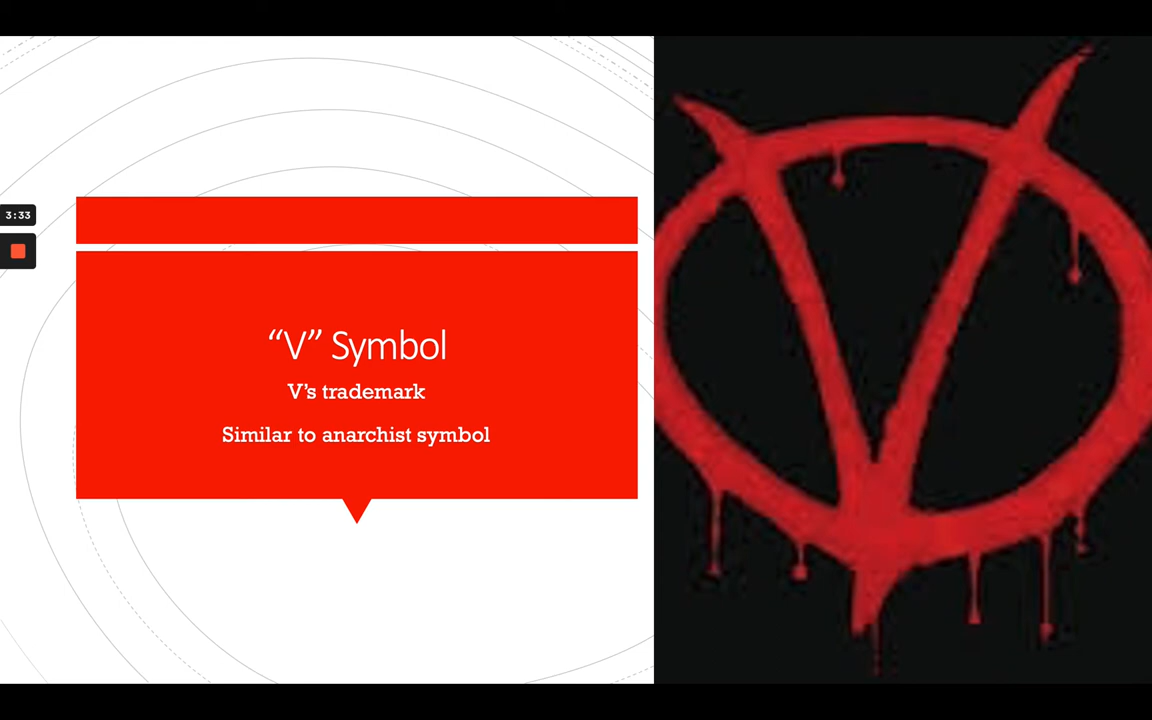 3:33
“V” Symbol
V’s trademark
Similar to anarchist symbol
V